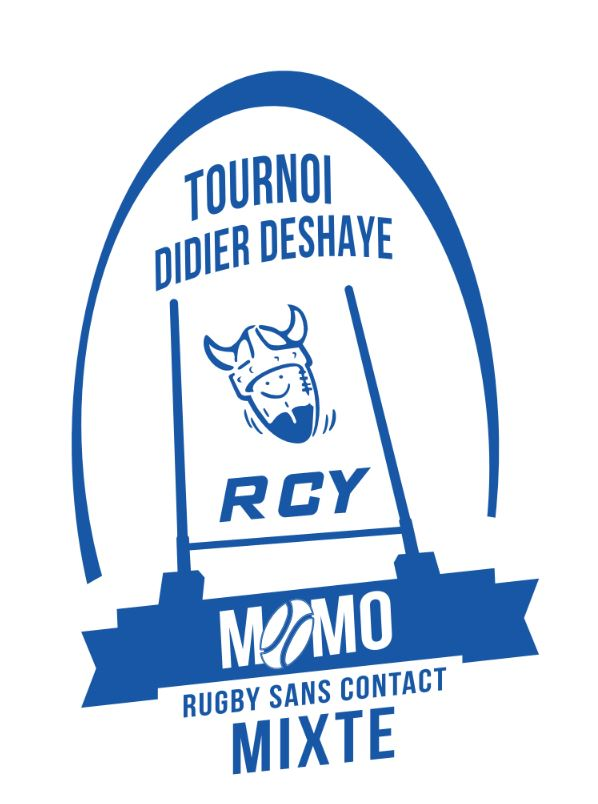 TOURNOI
DIDIER DESHAYE
RCY
MOMO
RUGBY SANS CONTACT
MIXTE